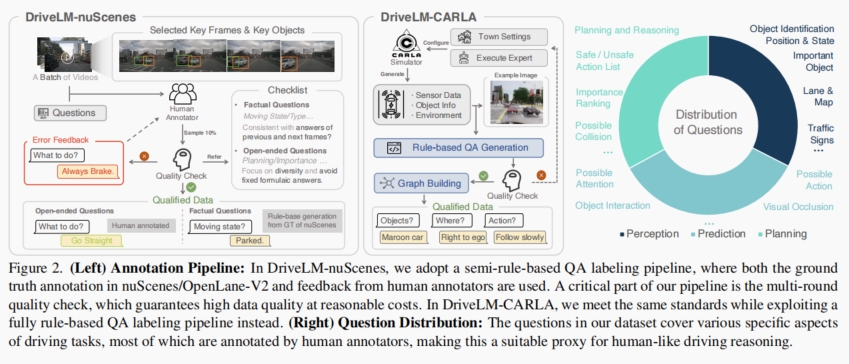 DriveLM-nuScenes
Selected Key Frames & Key Objects
A Batch of Videos
Questions
Human
Annotator
Sample 10%
Error Feedback
What to do?
Always Brake.
Quality Check
Refer
Checklist
• Factual Questions
Moving State/Type…
Consistent with answers of
previous and next frames?
• Open-ended Questions
Planning/Importance …
Focus on diversity and avoid
fixed formulaic answers.
Qualified Data
Open-ended Questions
What to do?
Human annotated
Go Straight
Factual Questions
Moving state?
Rule-base generation
from GT of nuScenes
Parked.
DriveLM-CARLA
CARLA
Simulator
Configure
Town Settings
Execute Expert
Generate
· Sensor Data
· Object Info
· Environment
Example Image
Rule-based QA Generation
Graph Building
Quality Check
Qualified Data
Objects?
Where?
Action?
Maroon car
Right to ego
Follow slowly
Planning and Reasoning
Safe / Unsafe
Action List
Importance
Ranking
Possible
Collision
…
Possible
Attention
Object Interaction
…
Distribution
of Questions
Object Identification
Position & State
Important
Object
Lane &
Map
Traffic
Signs
…
Possible
Action
Visual Occlusion
Perception Prediction Planning
Figure 2. (Left) Annotation Pipeline: In DriveLM-nuScenes, we adopt a semi-rule-based QA labeling pipeline, where both the ground
truth annotation in nuScenes/OpenLane-V2 and feedback from human annotators are used. A critical part of our pipeline is the multi-round
quality check, which guarantees high data quality at reasonable costs. In DriveLM-CARLA, we meet the same standards while exploiting a
fully rule-based QA labeling pipeline instead. (Right) Question Distribution: The questions in our dataset cover various specific aspects
of driving tasks, most of which are annotated by human annotators, making this a suitable proxy for human-like driving reasoning.